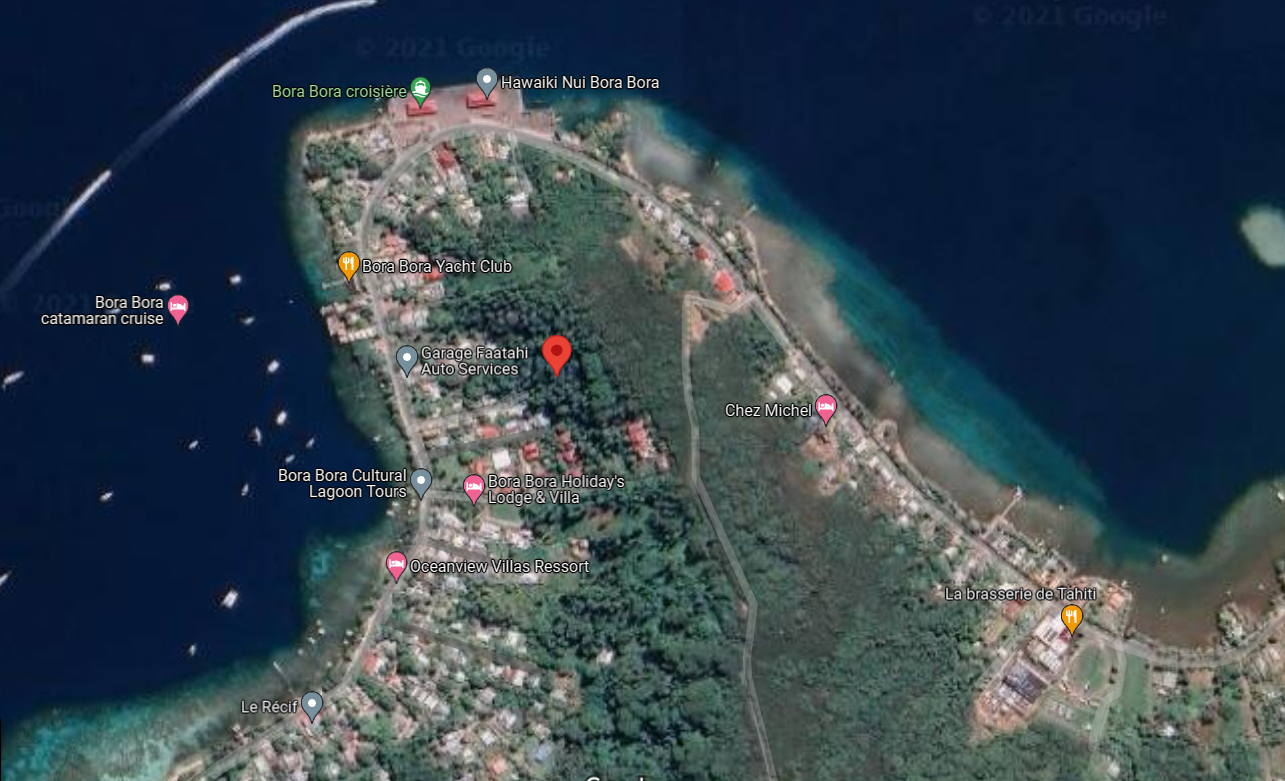 © 2021 Google
© 2021 Google
Bora Bora croisière
Hawaiki Nui Bora Bora
Google
Bora Bora Yacht Club
© 2021
Bora Bora
catamaran cruise
Garage Faatahi
Auto Services
Chez Michel
Bora Bora Cultural
Lagoon Tours
Bora Bora Holiday's
Lodge & Villa
Oceanview Villas Ressort
La brasserie de Tahiti
Le Récif